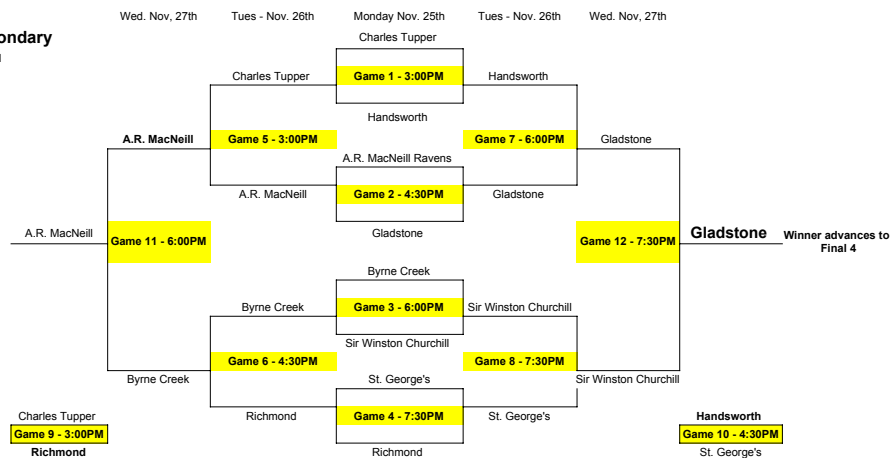 Wed. Nov, 27th
Tues - Nov. 26th
Monday Nov. 25th
Tues - Nov. 26th
Wed. Nov, 27th
Charles Tupper
Charles Tupper
Game 1 - 3:00PM
Handsworth
Handsworth
A.R. MacNeill
Game 5 - 3:00PM
Game 7 - 6:00PM
Gladstone
A.R. MacNeill Ravens
A.R. MacNeill
Game 2 - 4:30PM
Gladstone
Gladstone
A.R. MacNeill
Game 11 - 6:00PM
Game 12 - 7:30PM
Gladstone
Winner advances to
Final 4
Byrne Creek
Byrne Creek
Game 3 - 6:00PM
Sir Winston Churchill
Sir Winston Churchill
Game 6 - 4:30PM
Game 8 - 7:30PM
Byrne Creek
St. George's
Sir Winston Churchill
Charles Tupper
Richmond
Game 4 - 7:30PM
St. George's
Handsworth
Game 9 - 3:00PM
Game 10 - 4:30PM
Richmond
Richmond
St. George's